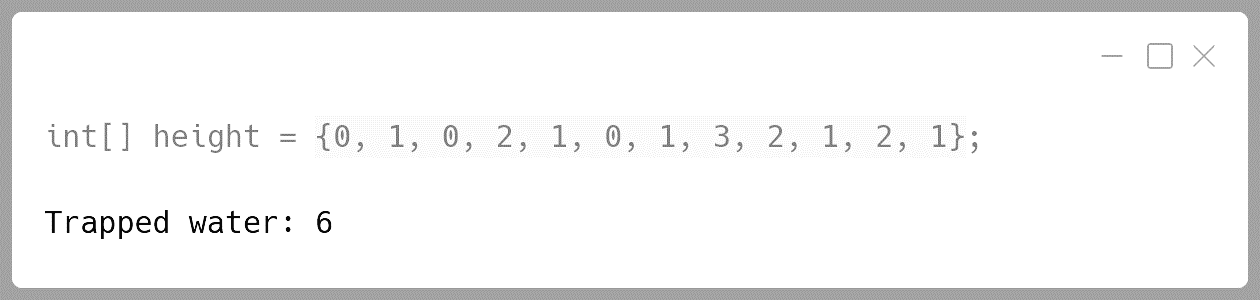 int[] height = {0, 1, 0, 2, 1, 0, 1, 3, 2, 1, 2, 1};
Trapped water: 6